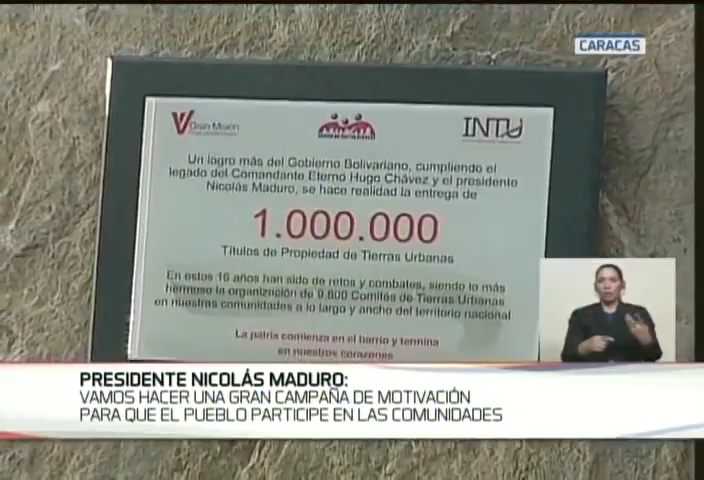 CARACAS
Gran Misión
INTU
Un logro más del Gobierno Bolivariano, cumpliendo el
legado del Comandante Eterno Hugo Chávez y el presidente
Nicolás Maduro, se hace realidad la entrega de
1.000.000
Títulos de Propiedad de Tierras Urbanas
En estos 16 años han sido de retos y combates, siendo lo más
hermoso la organización de 9.800 Comités de Tierras Urbanas
en nuestras comunidades a lo largo y ancho del territorio nacional
La patria comienza en el barrio y termina
en nuestros corazones
PRESIDENTE NICOLÁS MADURO:
VAMOS HACER UNA GRAN CAMPAÑA DE MOTIVACIÓN
PARA QUE EL PUEBLO PARTICIPE EN LAS COMUNIDADES